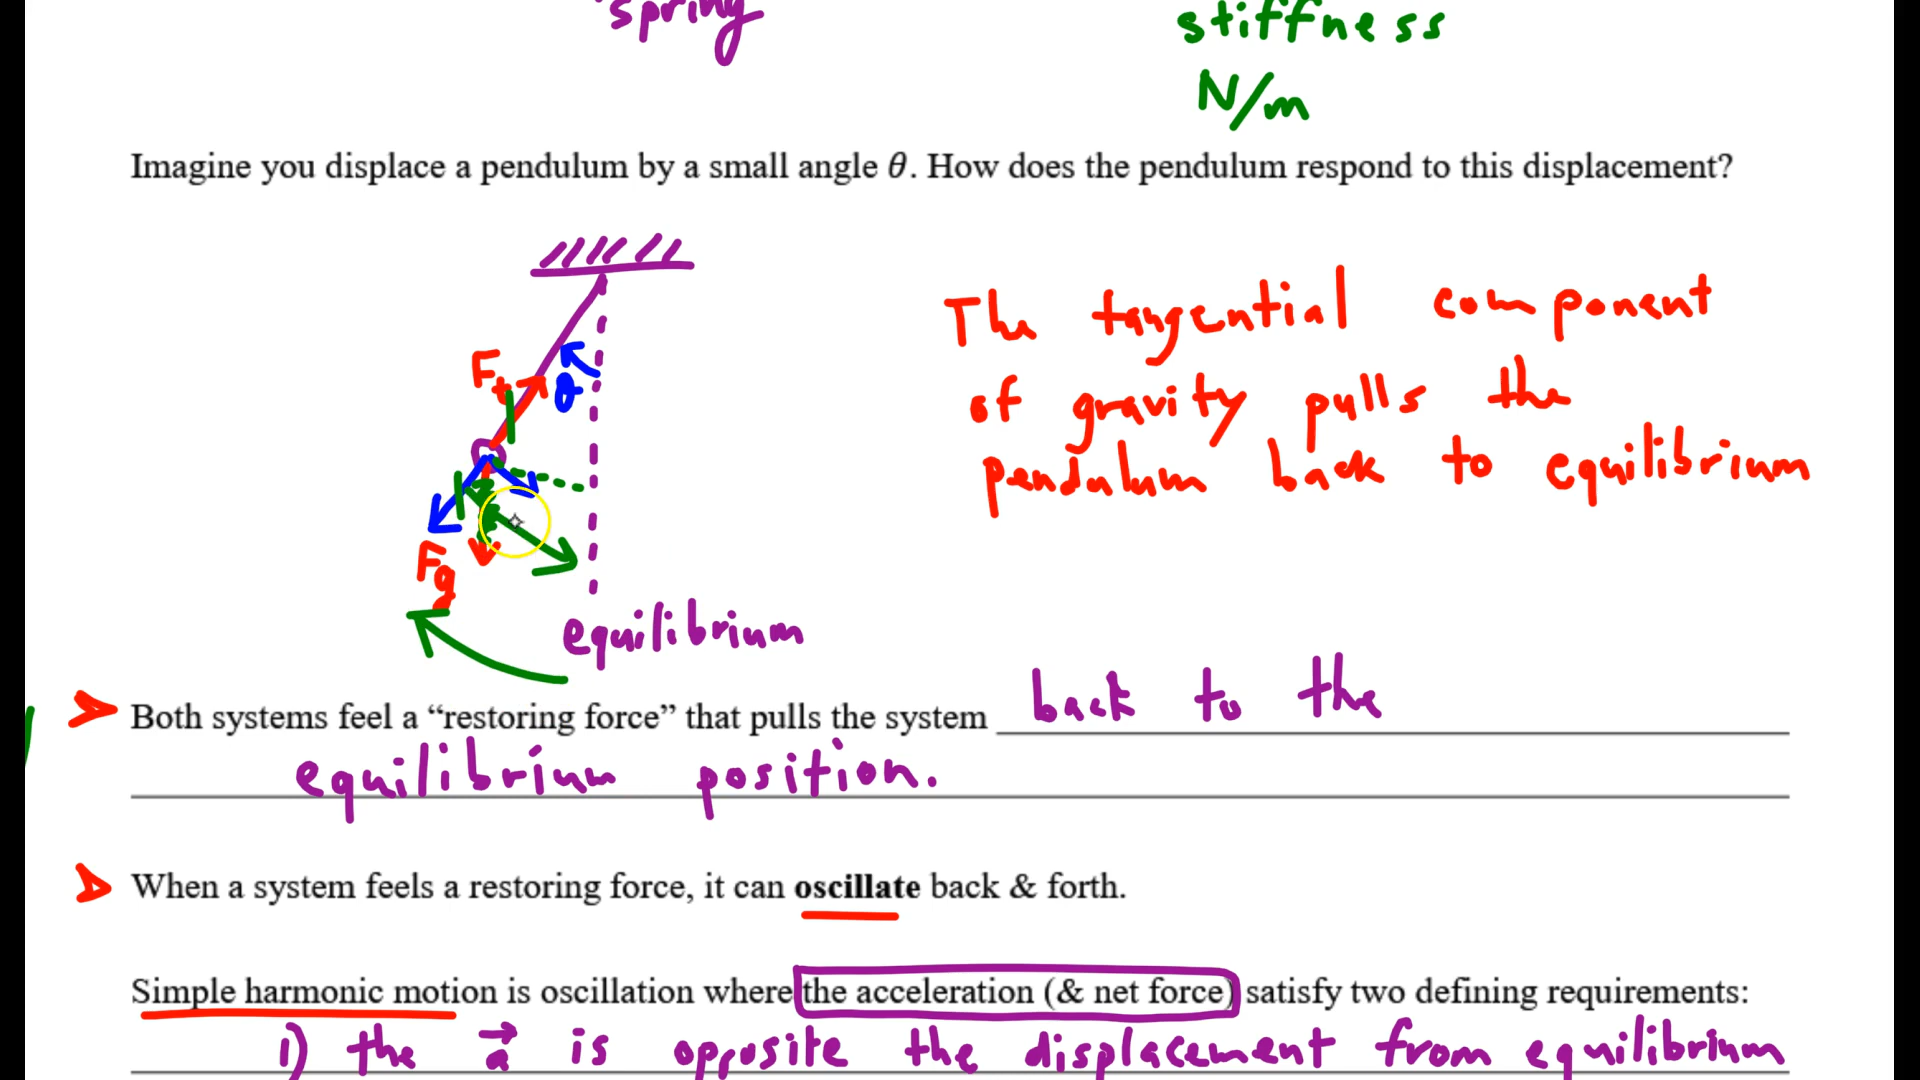 spring
stiffness
N/m
Imagine you displace a pendulum by a small angle θ. How does the pendulum respond to this displacement?
The tangential component
of gravity pulls the
pendulum back to equilibrium
Ft
θ
Fg
equilibrium
Both systems feel a “restoring force” that pulls the system back to the
equilibrium position.
When a system feels a restoring force, it can oscillate back & forth.
Simple harmonic motion is oscillation where the acceleration (& net force) satisfy two defining requirements:
1) the a⃗ is opposite the displacement from equilibrium